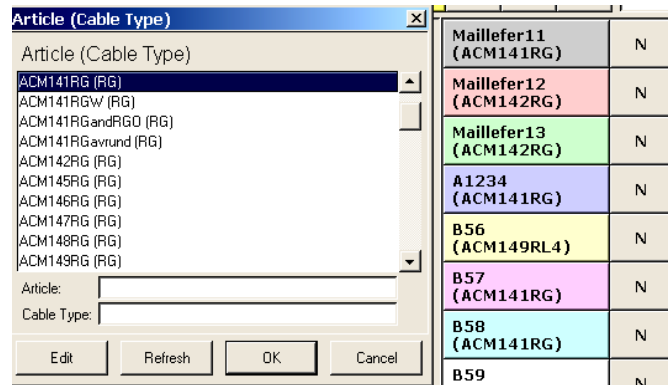 Article (Cable Type)
Article (Cable Type)
ACM141RG (RG)
ACM141RGW (RG)
ACM141RGandRGO (RG)
ACM141RGavrund (RG)
ACM142RG (RG)
ACM145RG (RG)
ACM146RG (RG)
ACM147RG (RG)
ACM148RG (RG)
ACM149RG (RG)
Article:
Cable Type:
Edit
Refresh
OK
Cancel
Maillefer11
(ACM141RG)
N
Maillefer12
(ACM142RG)
N
Maillefer13
(ACM142RG)
N
A1234
(ACM141RG)
N
B56
(ACM149RL4)
N
B57
(ACM141RG)
N
B58
(ACM141RG)
N
B59
N